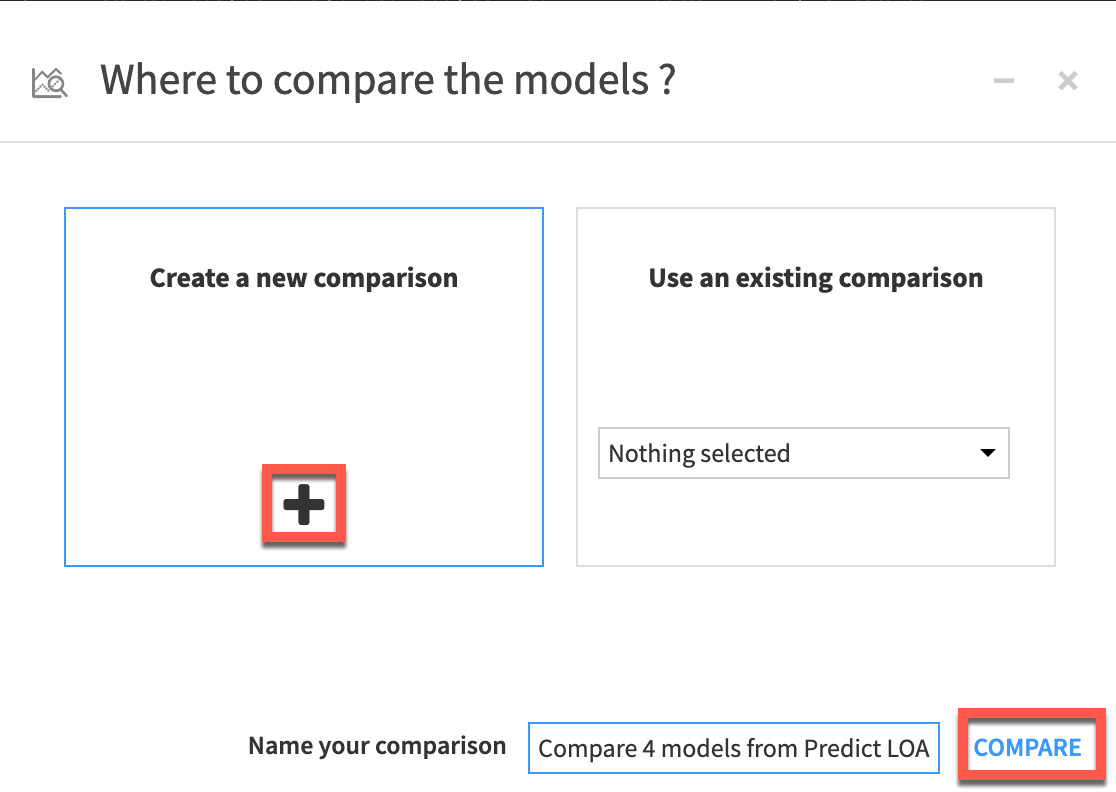 Where to compare the models ?
Create a new comparison
Use an existing comparison
Nothing selected
Name your comparison
Compare 4 models from Predict LOA
COMPARE